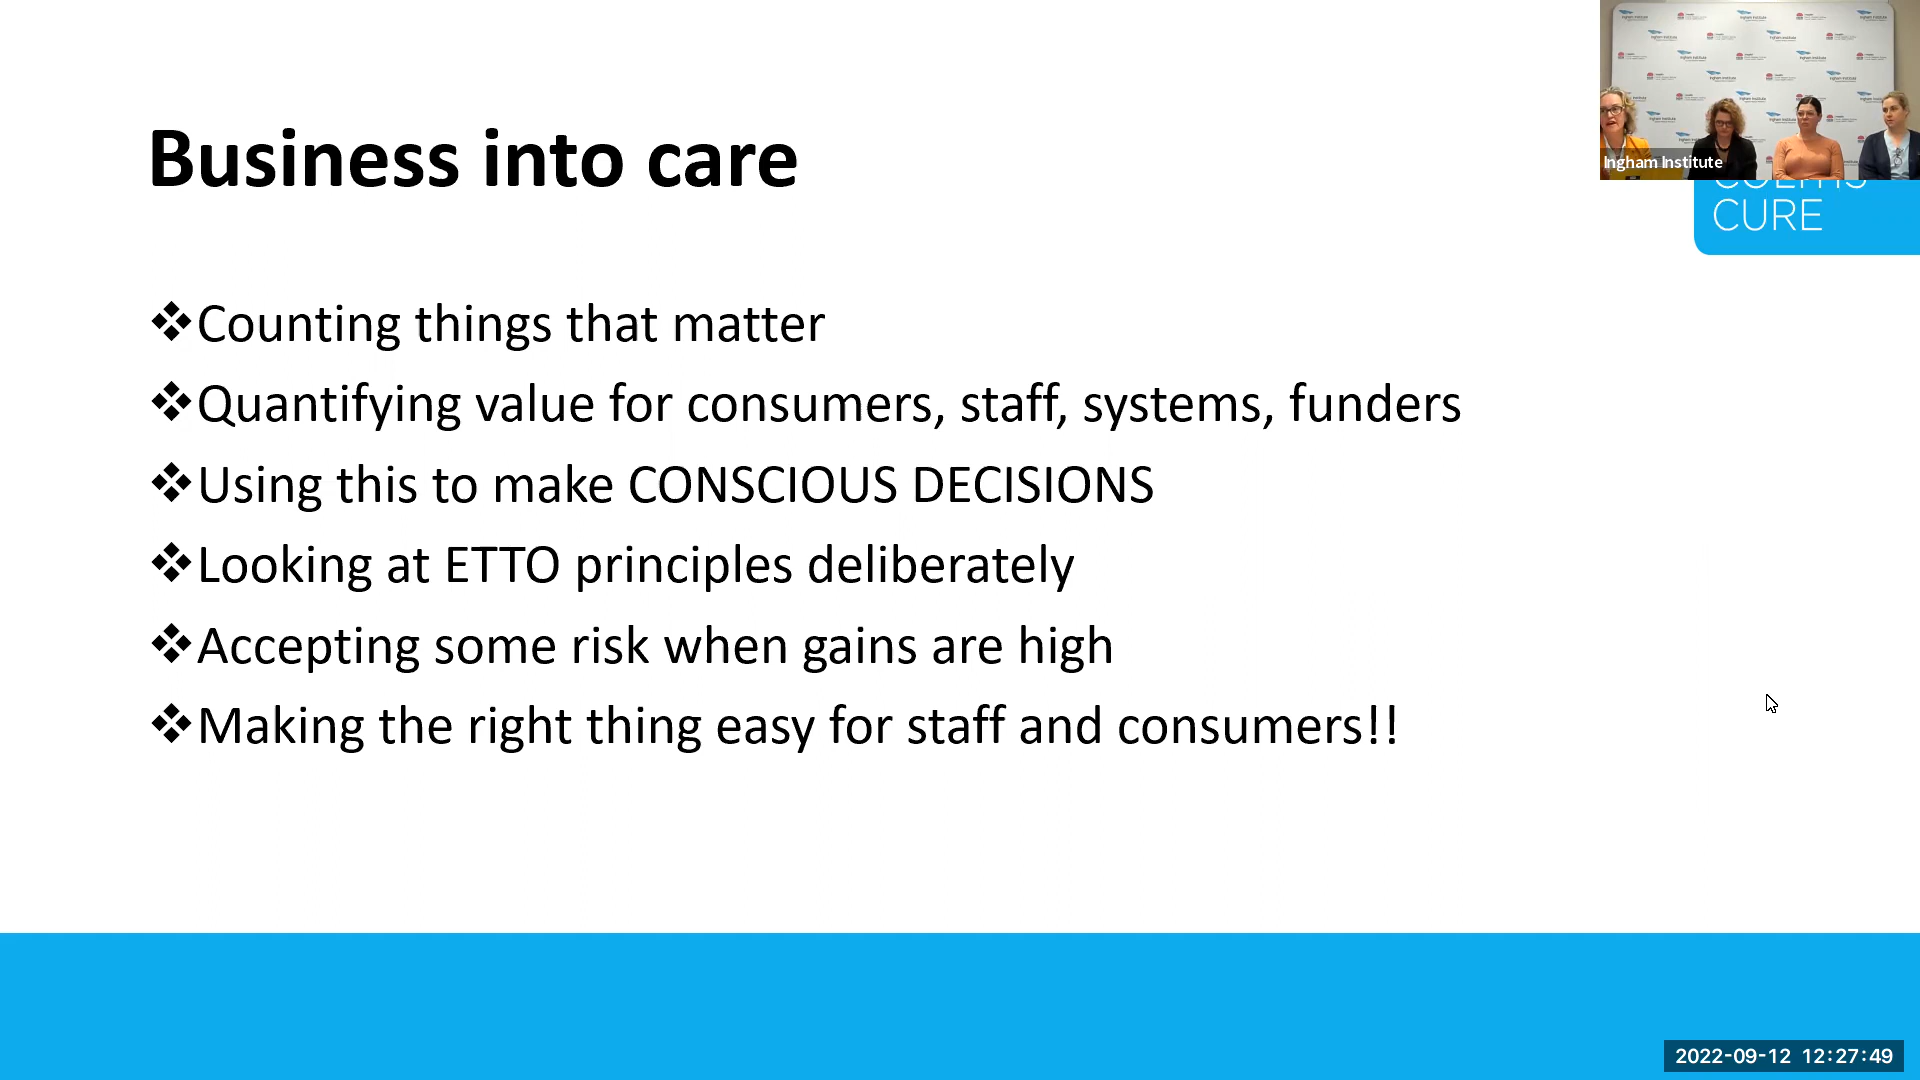 Business into care
Ingham Institute
CURE
❖Counting things that matter
❖Quantifying value for consumers, staff, systems, funders
❖Using this to make CONSCIOUS DECISIONS
❖Looking at ETTO principles deliberately
❖Accepting some risk when gains are high
❖Making the right thing easy for staff and consumers!!
2022-09-12 12:27:49